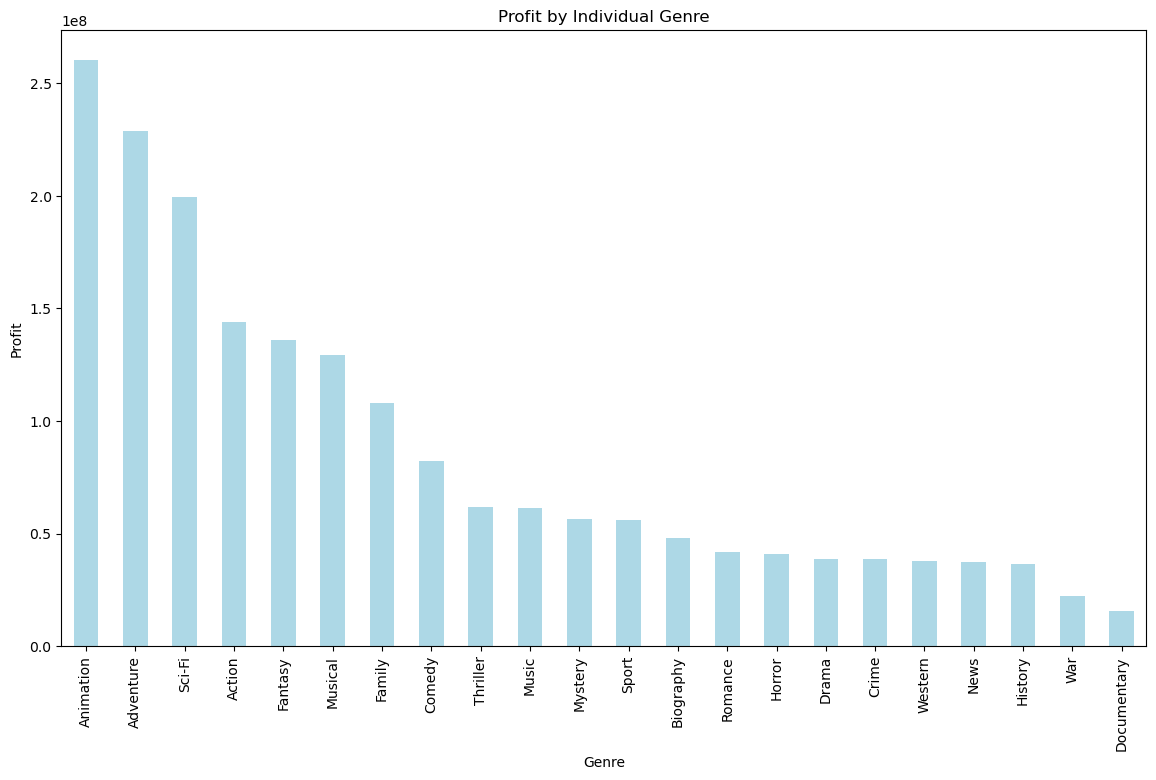 Profit by Individual Genre
1e8
2.5
2.0
1.5
1.0
0.5
0.0
Profit
Animation
Adventure
Sci-Fi
Action
Fantasy
Musical
Family
Comedy
Thriller
Music
Mystery
Sport
Biography
Romance
Horror
Drama
Crime
Western
News
History
War
Documentary
Genre